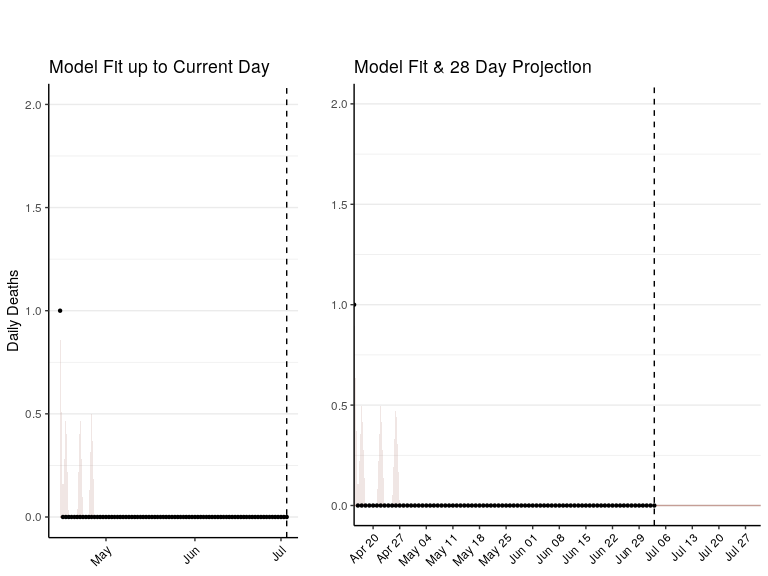 Model Fit up to Current Day
Model Fit & 28 Day Projection
Daily Deaths
2.0
1.5
1.0
0.5
0.0
May
Jun
Jul
2.0
1.5
1.0
0.5
0.0
Apr 20
Apr 27
May 04
May 11
May 18
May 25
Jun 01
Jun 08
Jun 15
Jun 22
Jun 29
Jul 06
Jul 13
Jul 20
Jul 27